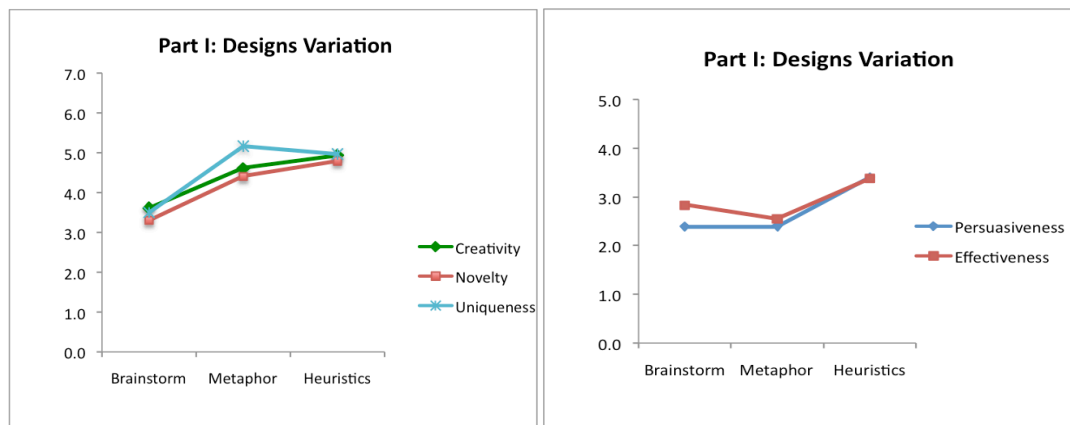 Part I: Designs Variation
7.0
6.0
5.0
4.0
3.0
2.0
1.0
0.0
Brainstorm Metaphor Heuristics
Creativity
Novelty
Uniqueness
Part I: Designs Variation
5.0
4.0
3.0
2.0
1.0
0.0
Brainstorm Metaphor Heuristics
Persuasiveness
Effectiveness